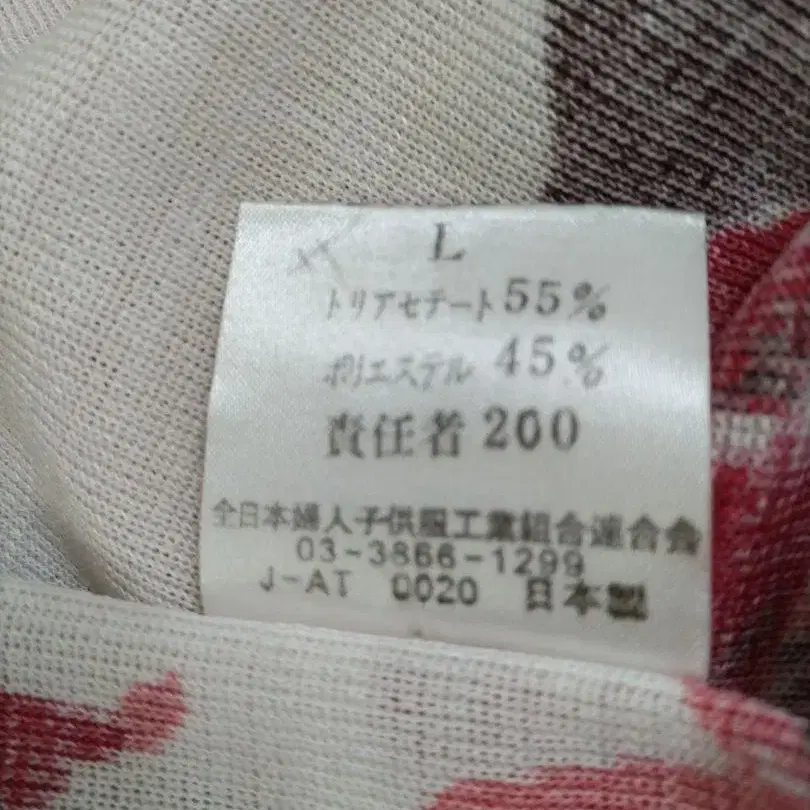 L
トリアセテート 55%
ポリエステル 45%
責任者 200
全日本婦人子供服工業組合連合会
03-3866-1299
J-AT 0020 日本製